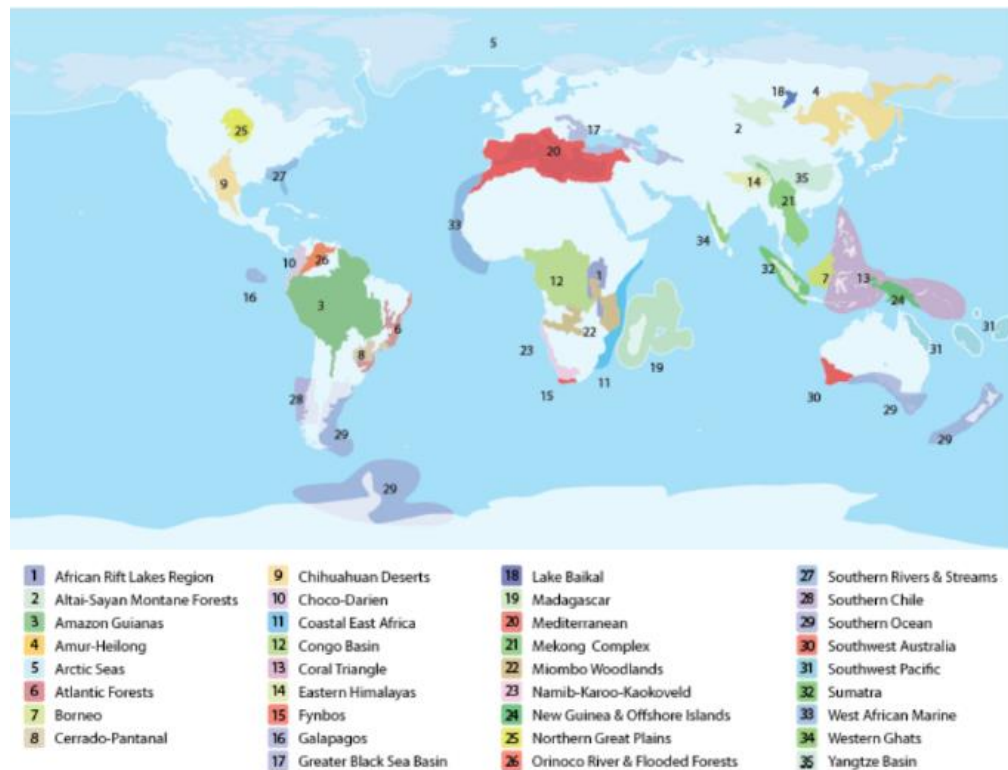 5
18
4
2
25
17
20
9
27
14
35
21
33
34
10
26
16
12
1
32
7
13
24
3
6
22
31
31
8
23
19
15
11
28
30
29
29
29
29
1 African Rift Lakes Region
2 Altai-Sayan Montane Forests
3 Amazon Guianas
4 Amur-Heilong
5 Arctic Seas
6 Atlantic Forests
7 Borneo
8 Cerrado-Pantanal
9 Chihuahuan Deserts
10 Choco-Darien
11 Coastal East Africa
12 Congo Basin
13 Coral Triangle
14 Eastern Himalayas
15 Fynbos
16 Galapagos
17 Greater Black Sea Basin
18 Lake Baikal
19 Madagascar
20 Mediterranean
21 Mekong Complex
22 Miombo Woodlands
23 Namib-Karoo-Kaokoveld
24 New Guinea & Offshore Islands
25 Northern Great Plains
26 Orinoco River & Flooded Forests
27 Southern Rivers & Streams
28 Southern Chile
29 Southern Ocean
30 Southwest Australia
31 Southwest Pacific
32 Sumatra
33 West African Marine
34 Western Ghats
35 Yangtze Basin